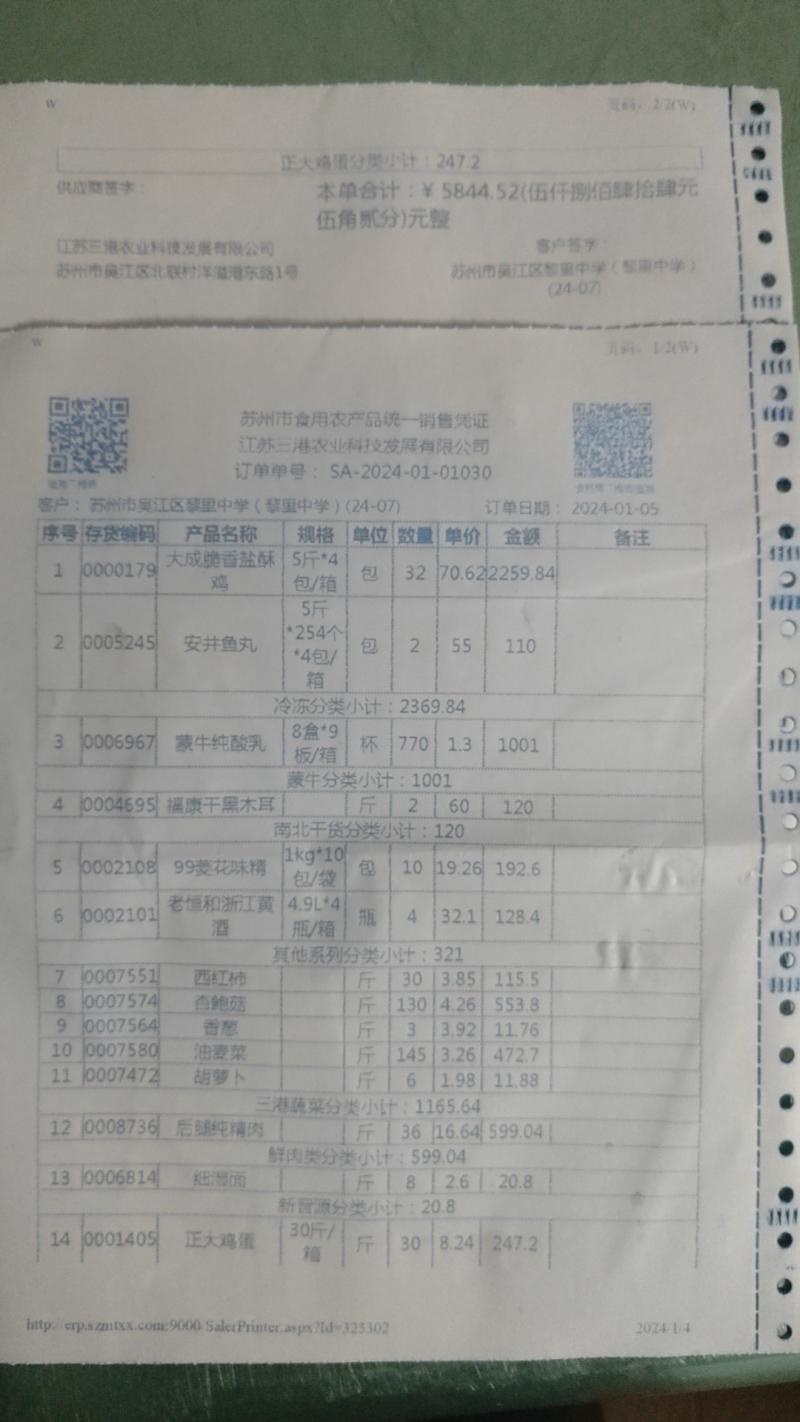 W 页码：2/2(W)
正大鸡蛋分类小计：247.2
供应商签字： 本单合计：¥ 5844.52(伍仟捌佰肆拾肆元
伍角贰分)元整
江苏三港农业科技发展有限公司 客户签字：
苏州市吴江区北联村洋溢港东路1号 苏州市吴江区黎里中学（黎里中学）
(24-07)
W 页码：1/2(W)
苏州市食用农产品统一销售凭证
江苏三港农业科技发展有限公司
订单单号： SA-2024-01-01030
客户： 苏州市吴江区黎里中学（黎里中学）(24-07) 订单日期： 2024-01-05
序号 存货编码 产品名称 规格 单位 数量 单价 金额 备注
1 0000179 大成脆香盐酥鸡 5斤*4包/箱 包 32 70.62 2259.84
2 0005245 安井鱼丸 5斤*254个*4包/箱 包 2 55 110
冷冻分类小计：2369.84
3 0006967 蒙牛纯酸乳 8盒*9板/箱 杯 770 1.3 1001
蒙牛分类小计：1001
4 0004695 福康干黑木耳 斤 2 60 120
南北干货分类小计：120
5 0002108 99菱花味精 1kg*10包/袋 包 10 19.26 192.6
6 0002101 老恒和浙江黄酒 4.9L*4瓶/箱 瓶 4 32.1 128.4
其他系列分类小计：321
7 0007551 西红柿 斤 30 3.85 115.5
8 0007574 杏鲍菇 斤 130 4.26 553.8
9 0007564 香葱 斤 3 3.92 11.76
10 0007580 油麦菜 斤 145 3.26 472.7
11 0007472 胡萝卜 斤 6 1.98 11.88
三港蔬菜分类小计：1165.64
12 0008736 后腿纯精肉 斤 36 16.64 599.04
鲜肉类分类小计：599.04
13 0006814 细湿面 斤 8 2.6 20.8
新晋源分类小计：20.8
14 0001405 正大鸡蛋 30斤/箱 斤 30 8.24 247.2
http://erp.szmtxx.com:9000/SalerPrinter.aspx?Id=325302 2024/1/4